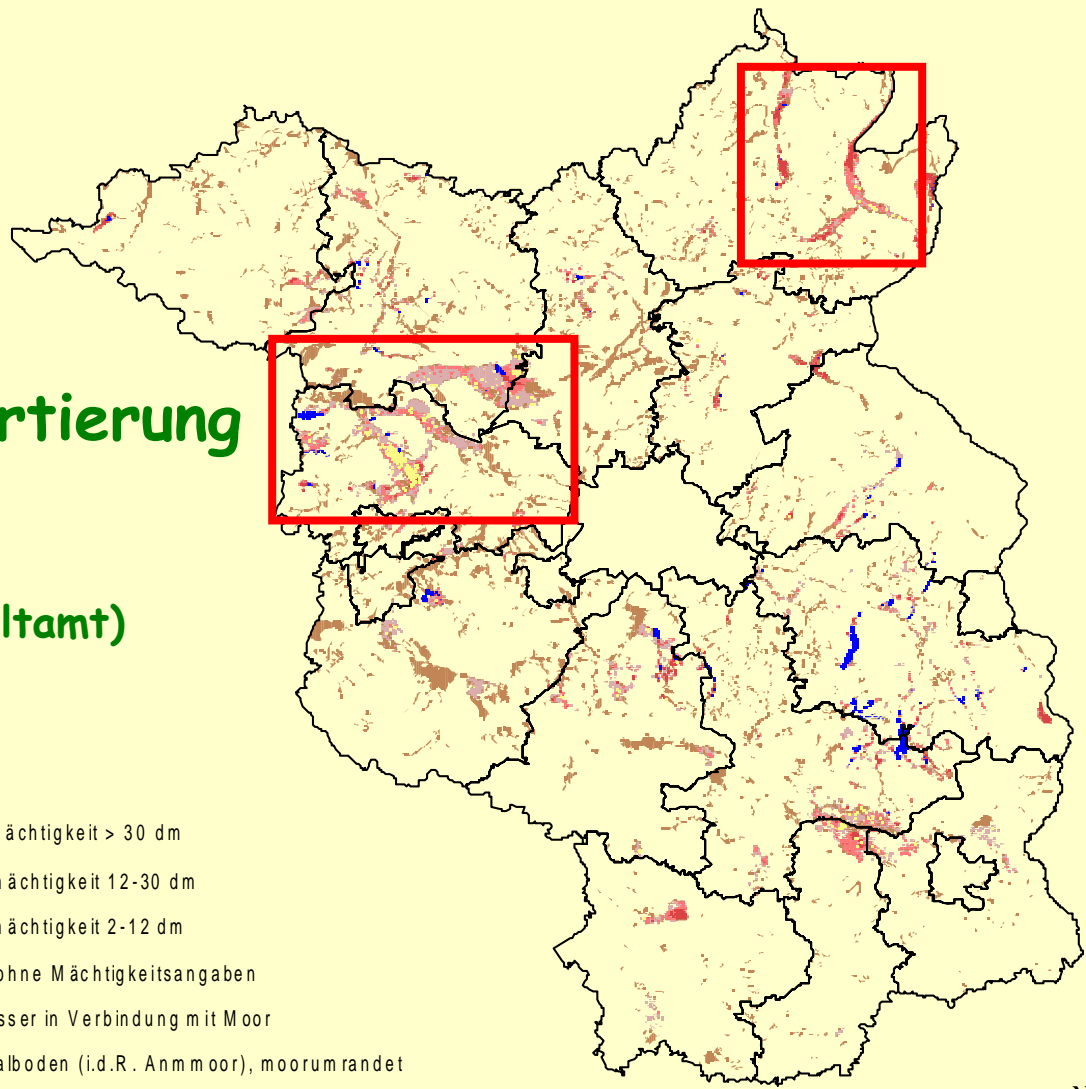 rtierung
ltamt)
ächtigkeit > 30 dm
ächtigkeit 12-30 dm
ächtigkeit 2-12 dm
ohne Mächtigkeitsangaben
sser in Verbindung mit Moor
alboden (i.d.R. Anmmoor), moorumrandet